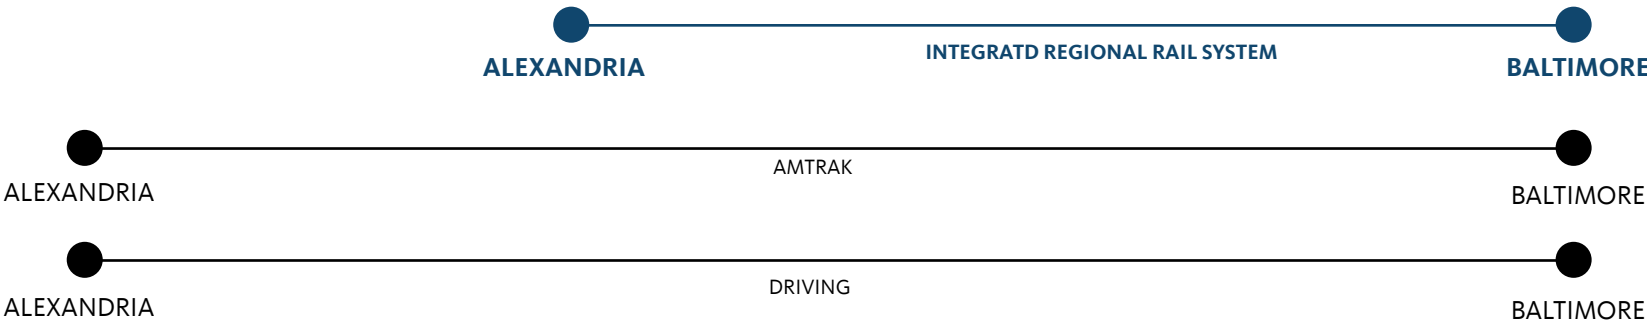 INTEGRATD REGIONAL RAIL SYSTEM
ALEXANDRIA
BALTIMORE
AMTRAK
ALEXANDRIA
BALTIMORE
DRIVING
ALEXANDRIA
BALTIMORE